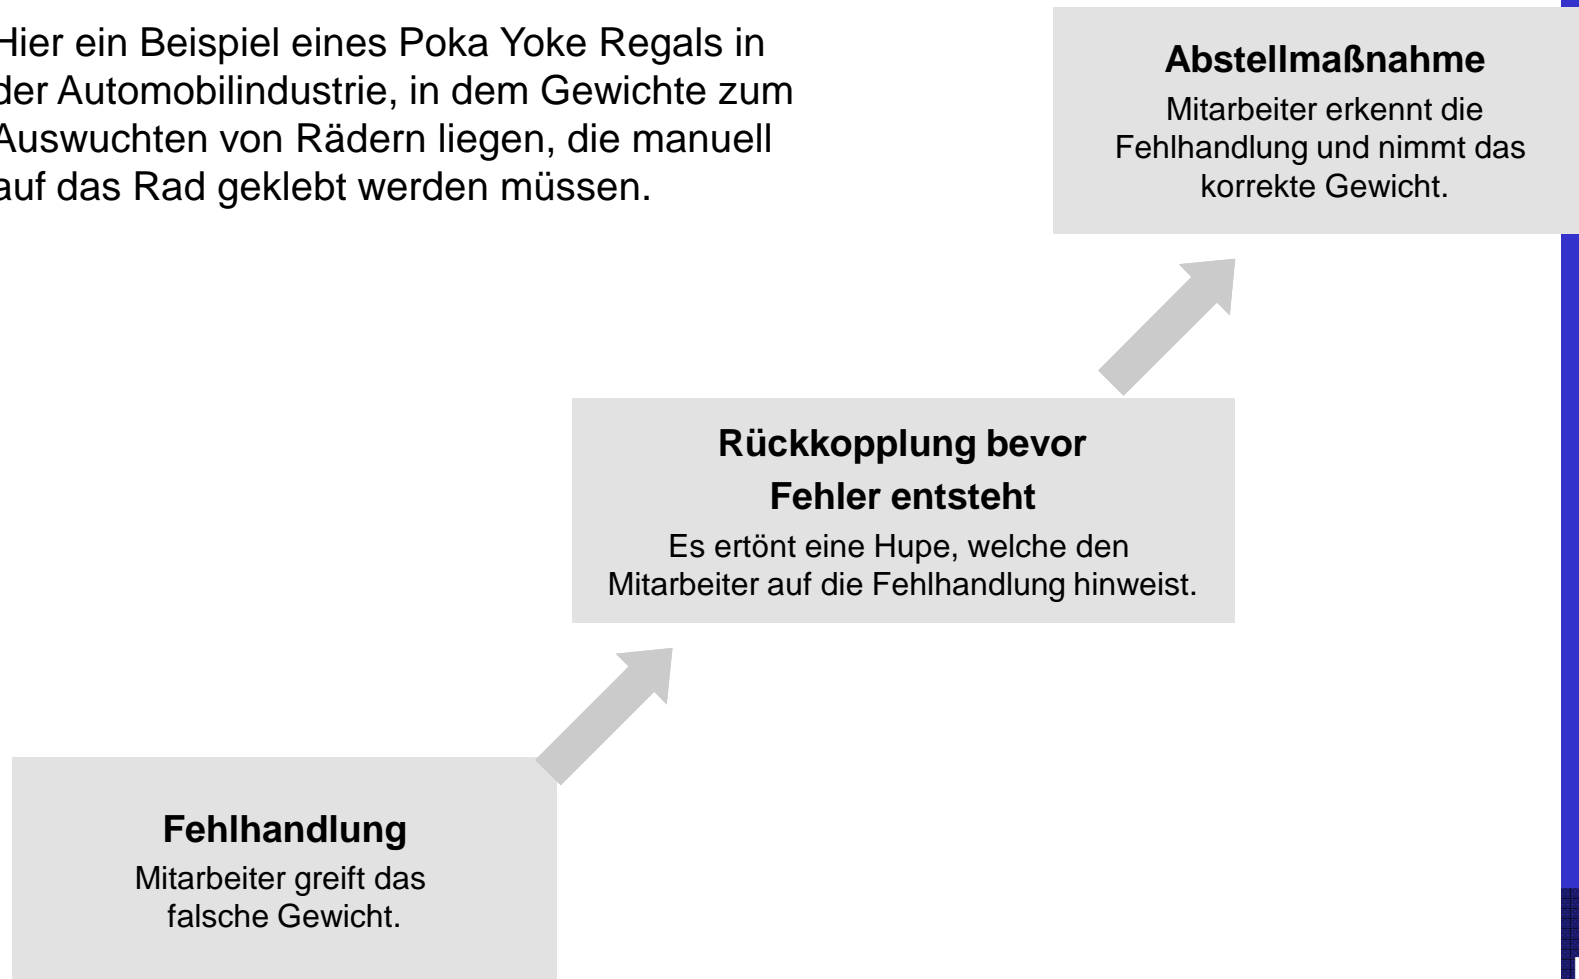 Hier ein Beispiel eines Poka Yoke Regals in
der Automobilindustrie, in dem Gewichte zum
Auswuchten von Rädern liegen, die manuell
auf das Rad geklebt werden müssen.
Abstellmaßnahme
Mitarbeiter erkennt die
Fehlhandlung und nimmt das
korrekte Gewicht.
Rückkopplung bevor
Fehler entsteht
Es ertönt eine Hupe, welche den
Mitarbeiter auf die Fehlhandlung hinweist.
Fehlhandlung
Mitarbeiter greift das
falsche Gewicht.